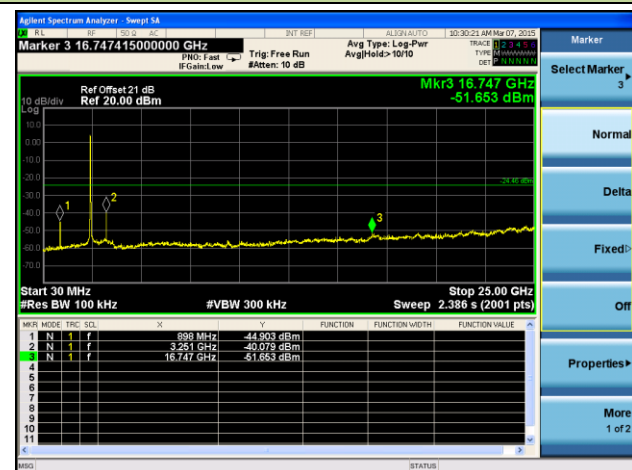 Agilent Spectrum Analyzer - Swept SA
RL RF 50 Ω AC INT REF ALIGN AUTO 10:30:21 AM Mar 07, 2015
Marker 3 16.747415000000 GHz
PNO: Fast
IFGain:Low
Trig: Free Run
#Atten: 10 dB
Avg Type: Log-Pwr
Avg|Hold:>10/10
TRACE 1 2 3 4 5 6
TYPE M WWWWW
DET P N N N N N
Ref Offset 21 dB
10 dB/div Ref 20.00 dBm
Log
Mkr3 16.747 GHz
-51.653 dBm
10.0
0.00
-10.0
-20.0
-24.46 dBm
-30.0
-40.0
-50.0
-60.0
-70.0
1
2
3
Start 30 MHz Stop 25.00 GHz
#Res BW 100 kHz #VBW 300 kHz Sweep 2.386 s (2001 pts)
MKR MODE TRC SCL X Y FUNCTION FUNCTION WIDTH FUNCTION VALUE
1 N 1 f 898 MHz -44.903 dBm
2 N 1 f 3.251 GHz -40.079 dBm
3 N 1 f 16.747 GHz -51.653 dBm
4
5
6
7
8
9
10
11
MSG STATUS
Marker
Select Marker
3
Normal
Delta
Fixed
Off
Properties
More
1 of 2